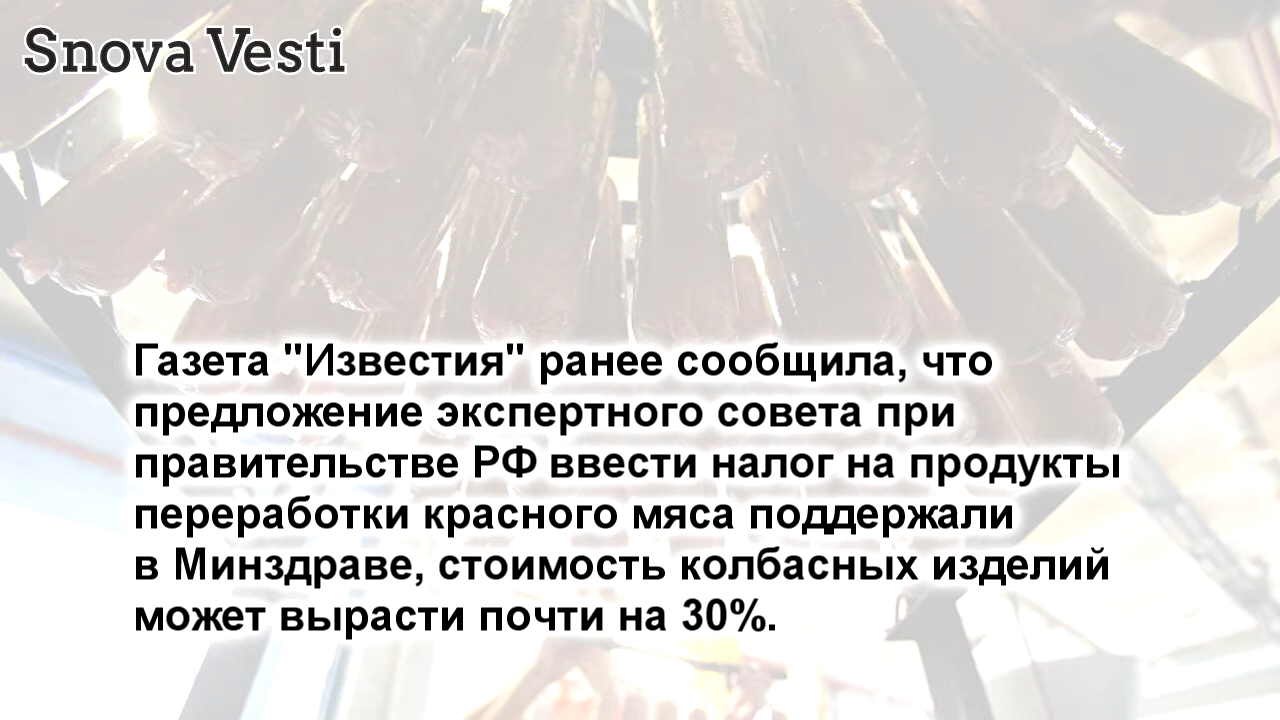 Snova Vesti
Газета "Известия" ранее сообщила, что
предложение экспертного совета при
правительстве РФ ввести налог на продукты
переработки красного мяса поддержали
в Минздраве, стоимость колбасных изделий
может вырасти почти на 30%.